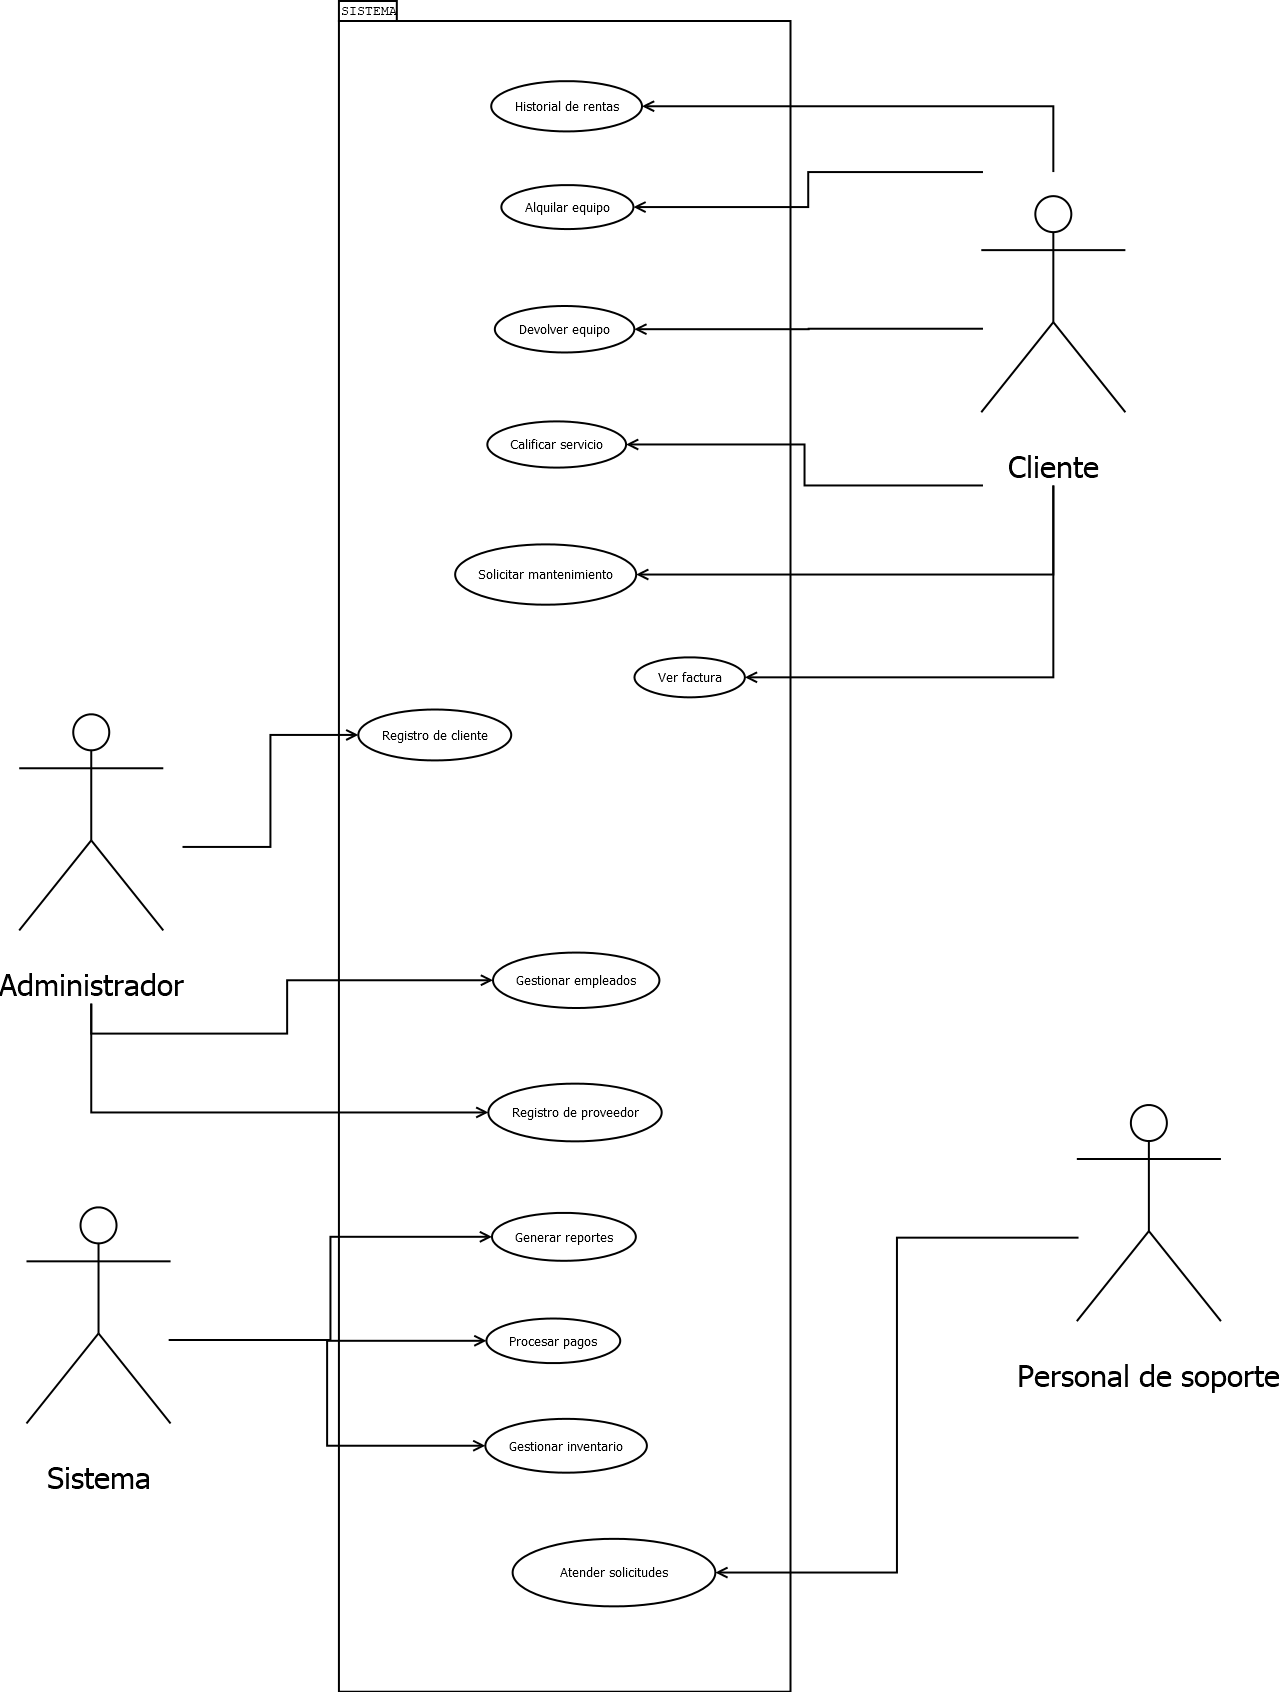 SISTEMA
Historial de rentas
Alquilar equipo
Devolver equipo
Calificar servicio
Cliente
Solicitar mantenimiento
Ver factura
Registro de cliente
Gestionar empleados
Administrador
Registro de proveedor
Generar reportes
Procesar pagos
Personal de soporte
Gestionar inventario
Sistema
Atender solicitudes